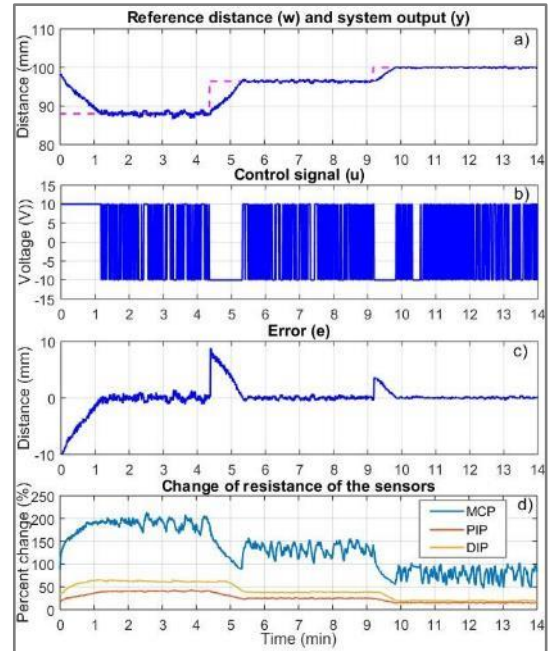 Reference distance (w) and system output (y)
a)
Distance (mm)
110
100
90
80
0 1 2 3 4 5 6 7 8 9 10 11 12 13 14
Control signal (u)
b)
Voltage (V))
15
10
5
0
-5
-10
-15
0 1 2 3 4 5 6 7 8 9 10 11 12 13 14
Error (e)
c)
Distance (mm)
10
0
-10
0 1 2 3 4 5 6 7 8 9 10 11 12 13 14
Change of resistance of the sensors
d)
Percent change (%)
250
200
150
100
50
0
MCP
PIP
DIP
0 1 2 3 4 5 6 7 8 9 10 11 12 13 14
Time (min)